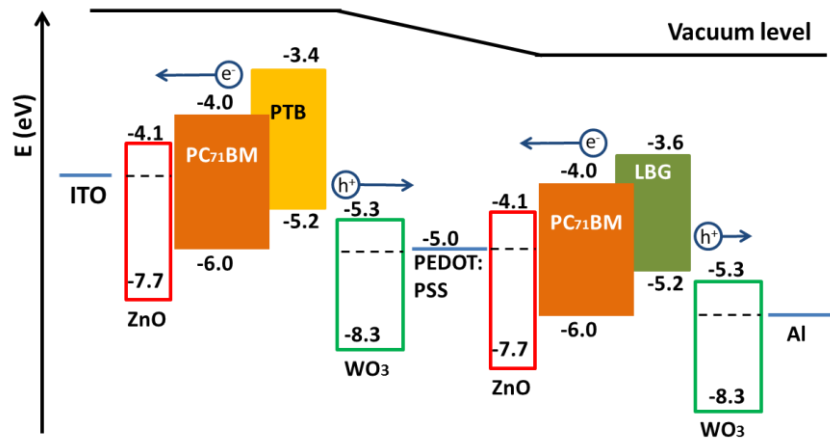 Vacuum level
E (eV)
-3.4
e-
-4.0
PTB
-4.1
PC71BM
ITO
h+
-5.2
-5.3
-6.0
-7.7
ZnO
-8.3
WO3
-5.0
PEDOT:
PSS
-3.6
e-
-4.0
LBG
-4.1
PC71BM
h+
-5.2
-5.3
-6.0
-7.7
ZnO
Al
-8.3
WO3